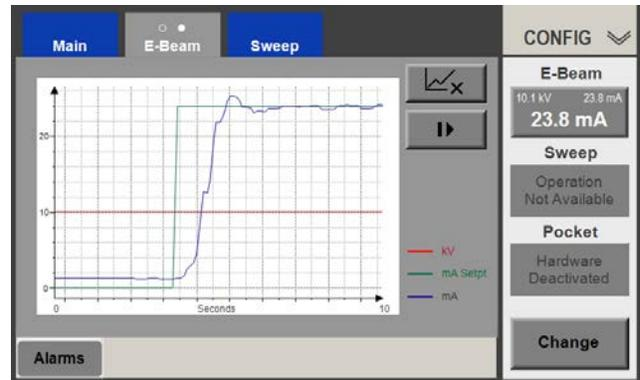 Main
E-Beam
Sweep
CONFIG
E-Beam
10.1 kV 23.8 mA
23.8 mA
Sweep
Operation
Not Available
Pocket
Hardware
Deactivated
Change
20
10
0
0 Seconds 10
kV
mA Setpt
mA
Alarms